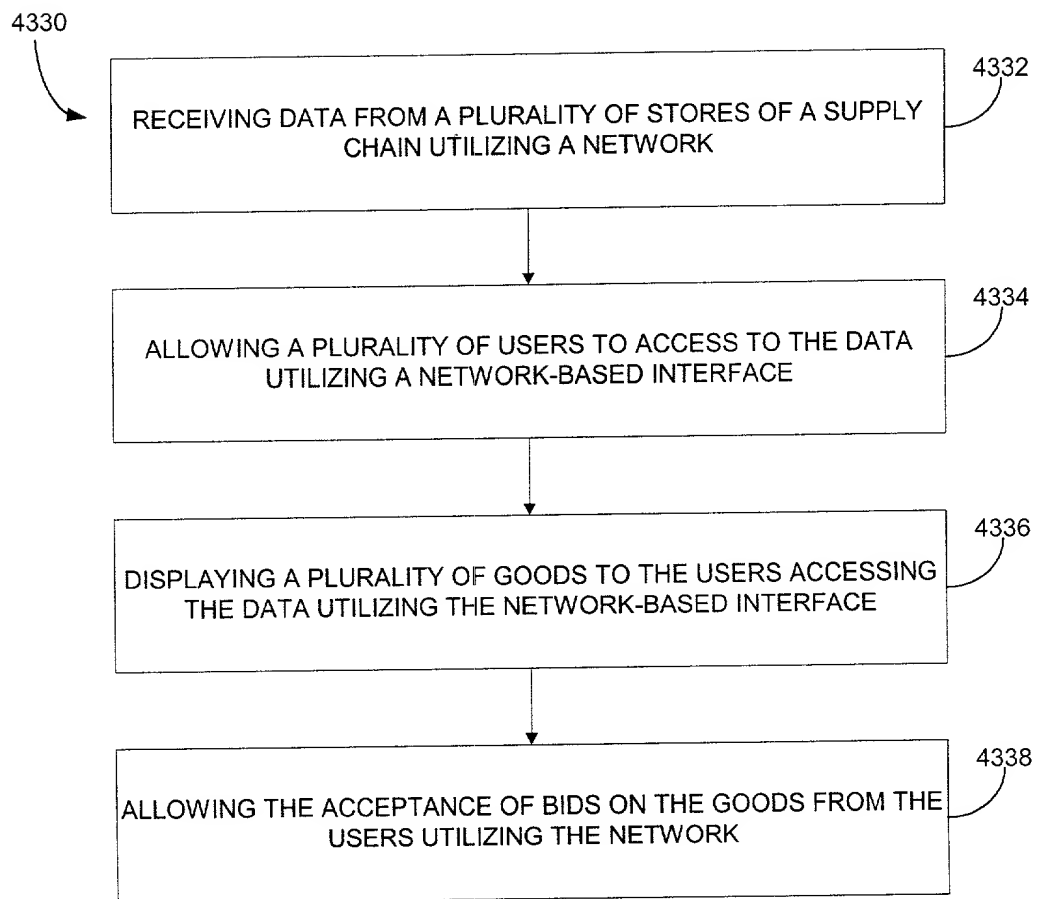 4330
4332
RECEIVING DATA FROM A PLURALITY OF STORES OF A SUPPLY
CHAIN UTILIZING A NETWORK
4334
ALLOWING A PLURALITY OF USERS TO ACCESS TO THE DATA
UTILIZING A NETWORK-BASED INTERFACE
4336
DISPLAYING A PLURALITY OF GOODS TO THE USERS ACCESSING
THE DATA UTILIZING THE NETWORK-BASED INTERFACE
4338
ALLOWING THE ACCEPTANCE OF BIDS ON THE GOODS FROM THE
USERS UTILIZING THE NETWORK